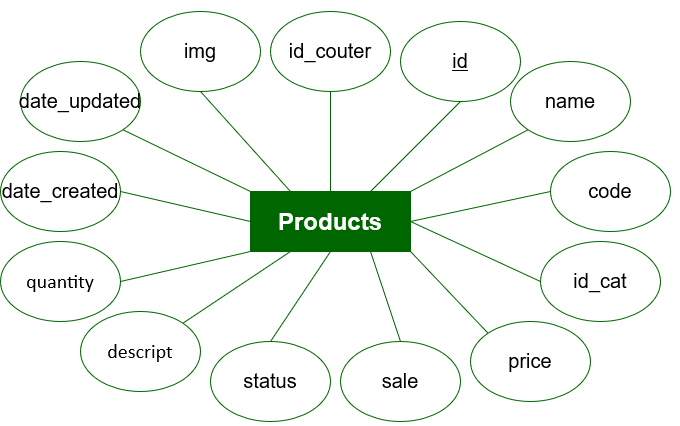 img
id_couter
id
date_updated
name
date_created
code
Products
quantity
id_cat
descript
price
status
sale